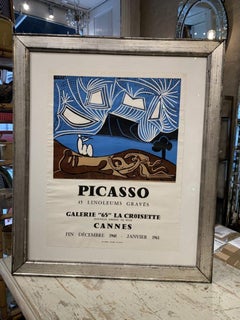 PICASSO
45 LINOLEUMS GRAVÉS
GALERIE "65" LA CROISETTE
CANNES
FIN DÉCEMBRE 1960 - JANVIER 1961